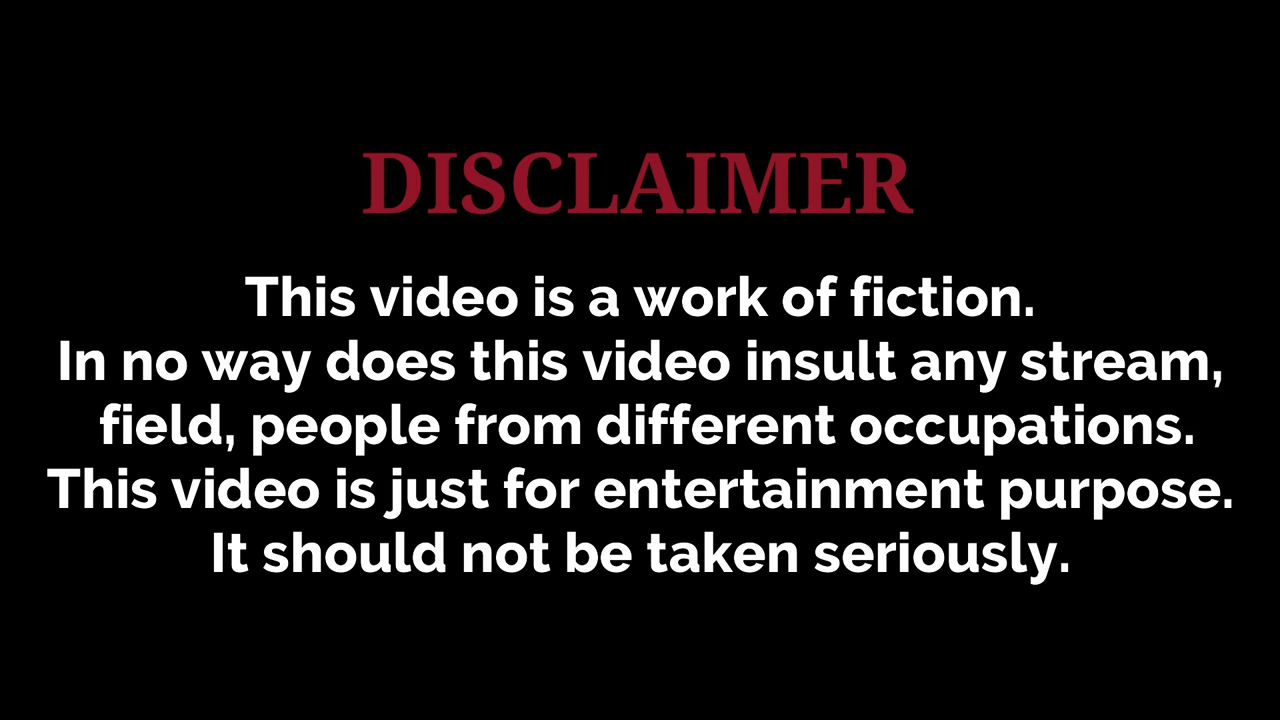 DISCLAIMER
This video is a work of fiction.
In no way does this video insult any stream,
field, people from different occupations.
This video is just for entertainment purpose.
It should not be taken seriously.